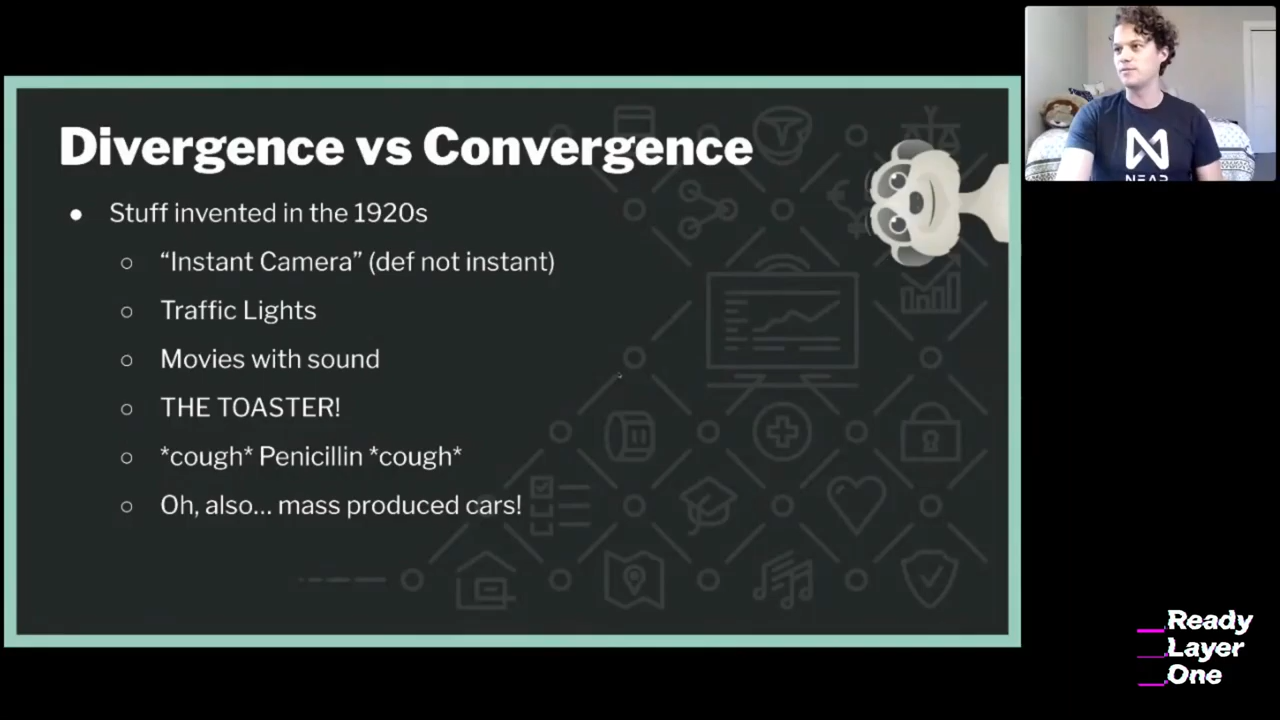 Divergence vs Convergence
● Stuff invented in the 1920s
○ “Instant Camera” (def not instant)
○ Traffic Lights
○ Movies with sound
○ THE TOASTER!
○ *cough* Penicillin *cough*
○ Oh, also... mass produced cars!
NEAR
Ready
Layer
One